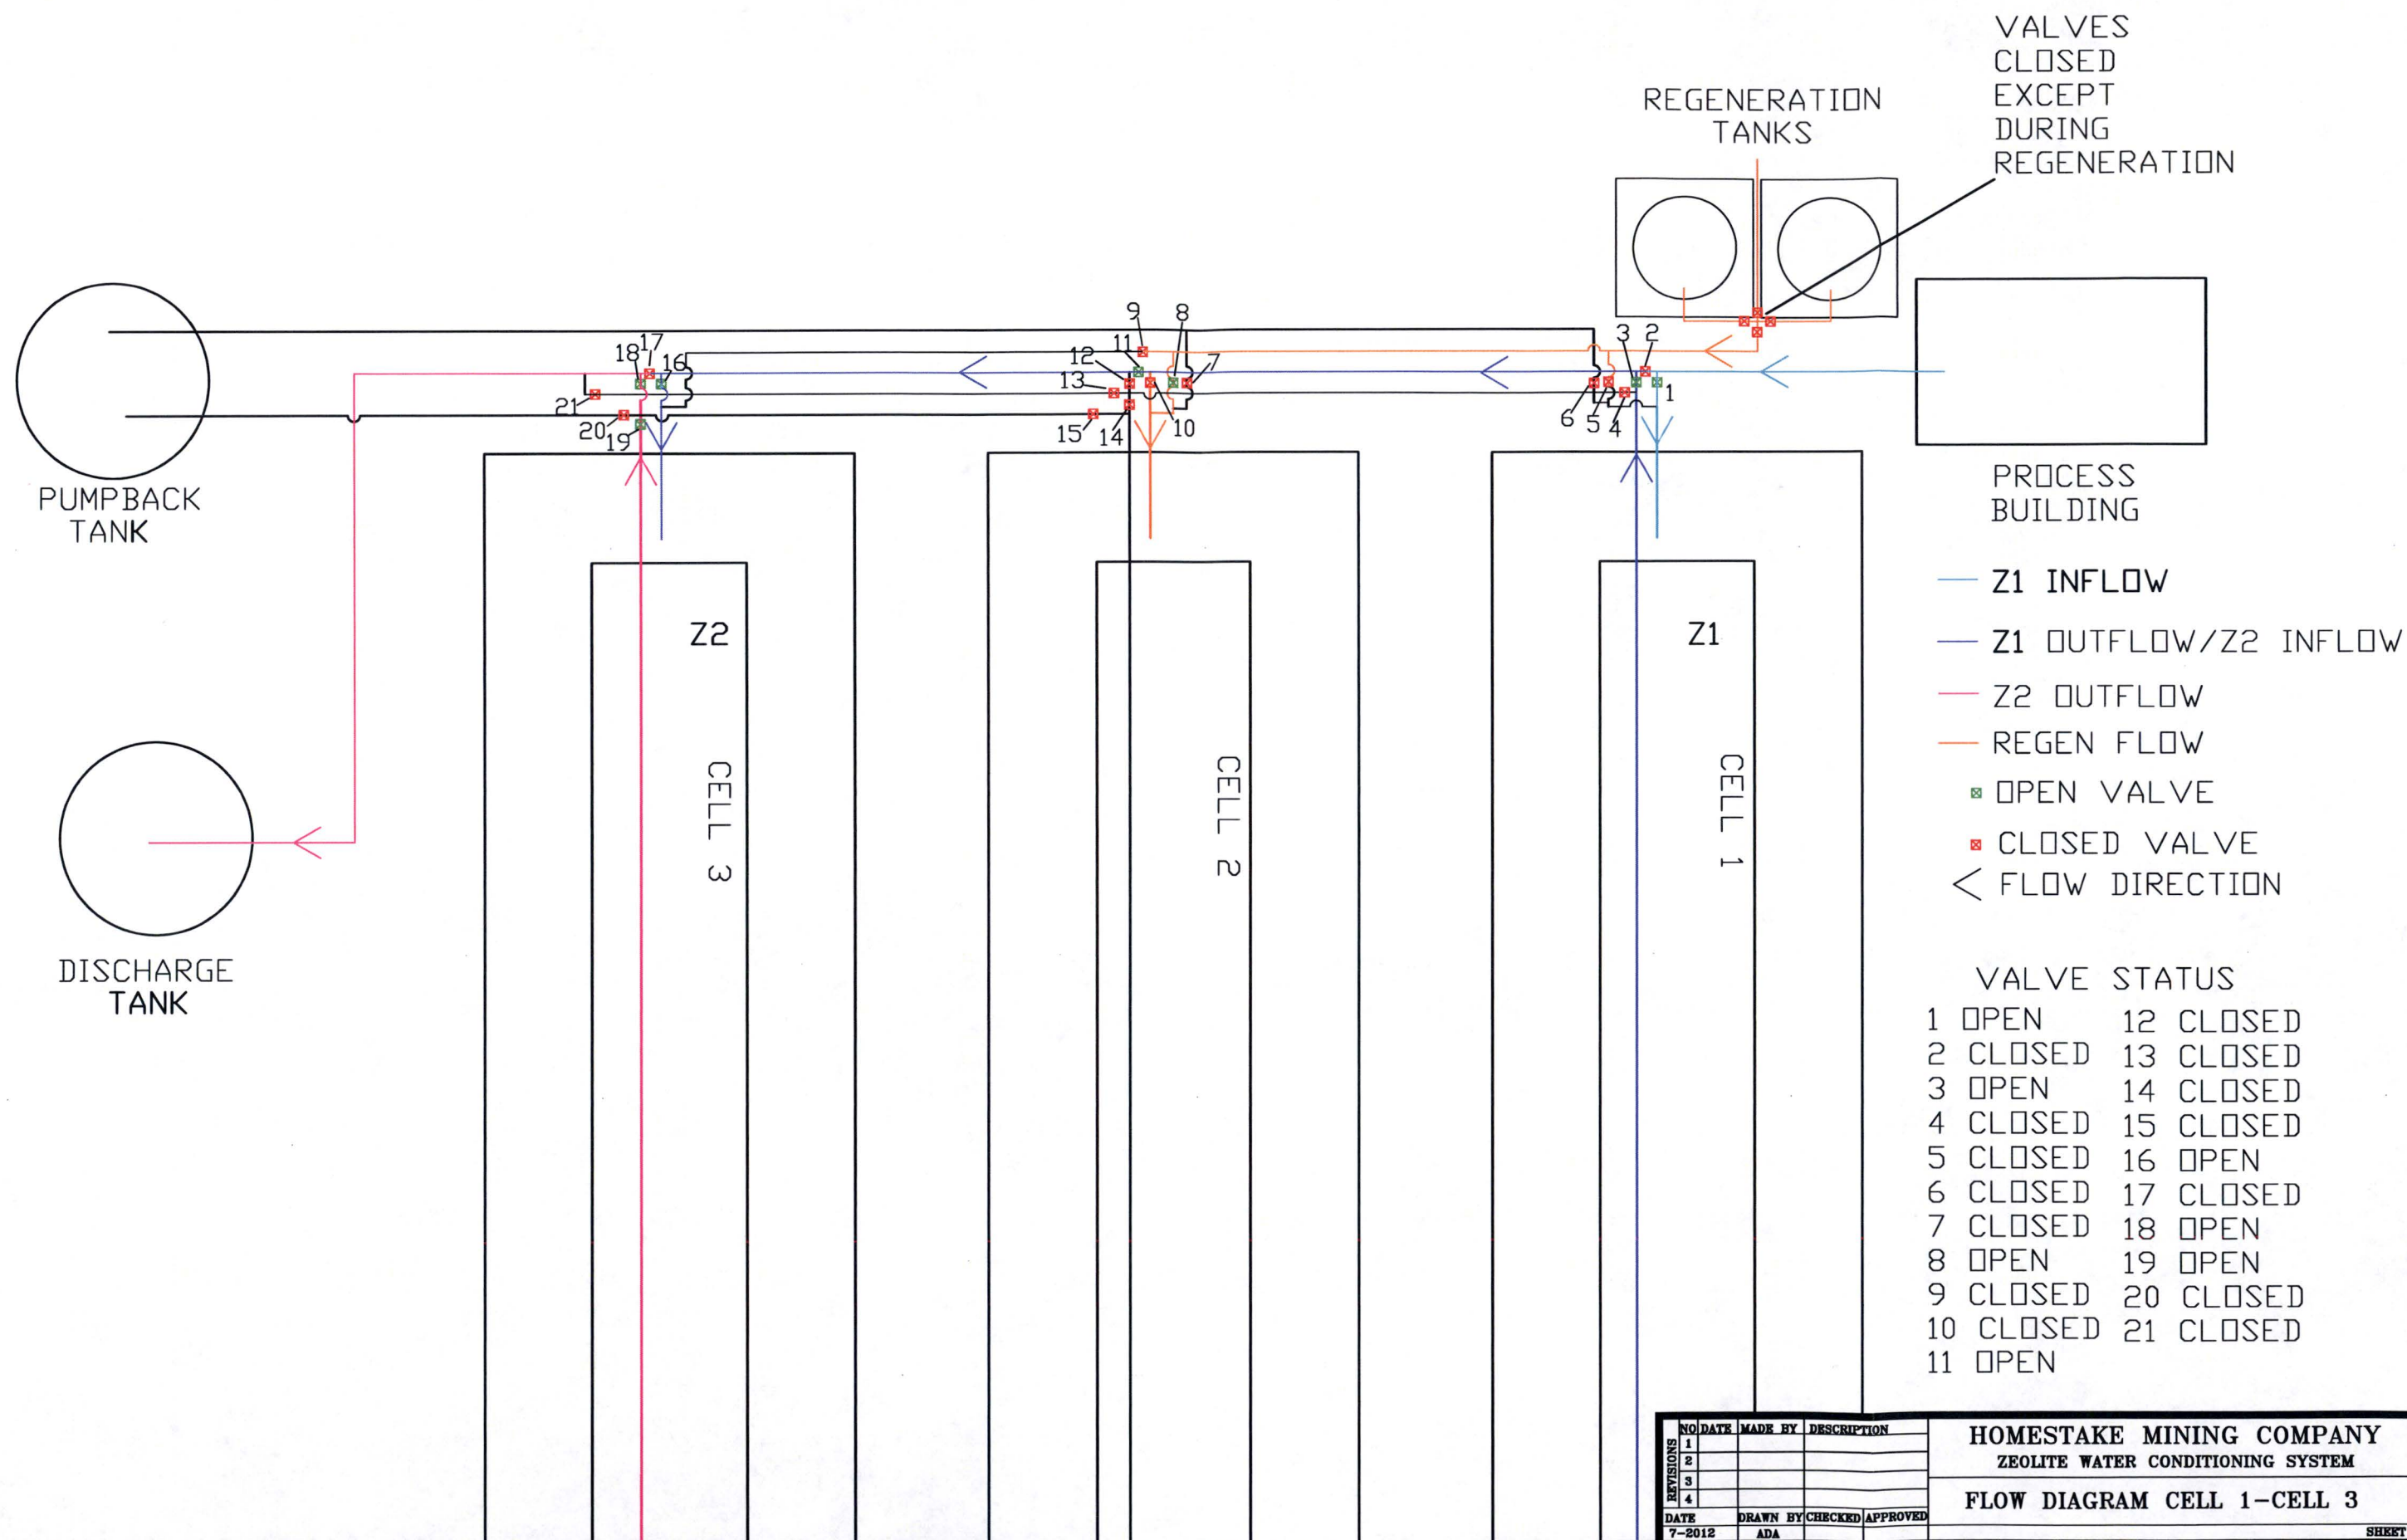 VALVES
CLOSED
EXCEPT
DURING
REGENERATION
REGENERATION
TANKS
9
8
11
12
7
13
15
14
10
3
2
6
5
4
1
17
18
16
21
20
19
PUMPBACK
TANK
PROCESS
BUILDING
Z1 INFLOW
Z1 OUTFLOW/Z2 INFLOW
Z2 OUTFLOW
REGEN FLOW
OPEN VALVE
CLOSED VALVE
FLOW DIRECTION
Z2
Z1
CELL 3
CELL 2
CELL 1
DISCHARGE
TANK
VALVE STATUS
1 OPEN 12 CLOSED
2 CLOSED 13 CLOSED
3 OPEN 14 CLOSED
4 CLOSED 15 CLOSED
5 CLOSED 16 OPEN
6 CLOSED 17 CLOSED
7 CLOSED 18 OPEN
8 OPEN 19 OPEN
9 CLOSED 20 CLOSED
10 CLOSED 21 CLOSED
11 OPEN
REVISIONS
NO DATE MADE BY DESCRIPTION
1
2
3
4
DATE DRAWN BY CHECKED APPROVED
7-2012 ADA
HOMESTAKE MINING COMPANY
ZEOLITE WATER CONDITIONING SYSTEM
FLOW DIAGRAM CELL 1-CELL 3
SHEET